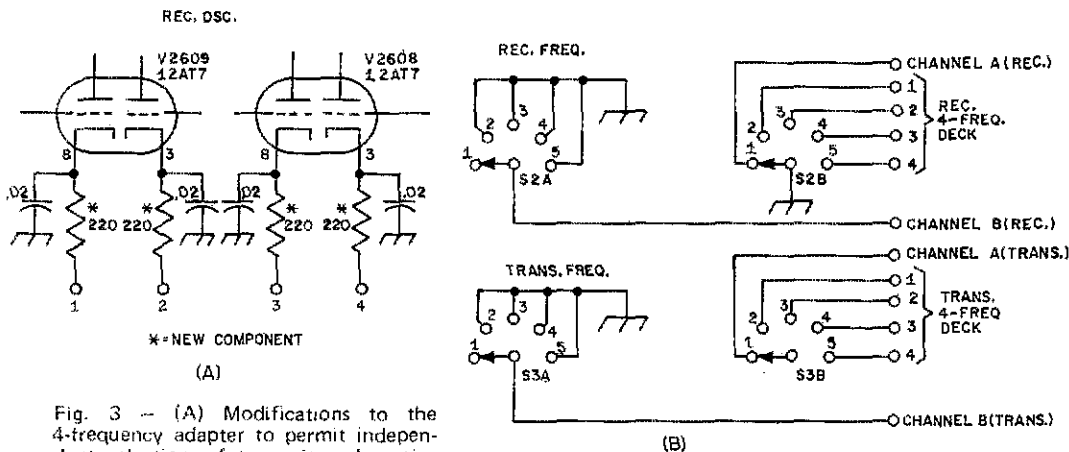 REC. OSC.
V2609
12AT7
V2608
12AT7
8
3
8
3
.02
.02
.02
.02
*
220
*
220
*
220
*
220
1
2
3
4
*=NEW COMPONENT
(A)
Fig. 3 — (A) Modifications to the
4-frequency adapter to permit indepen-
REC. FREQ.
1
2
3
4
5
S2A
1
2
3
4
5
S2B
CHANNEL A (REC.)
1
2
3
4
REC.
4-FREQ.
DECK
CHANNEL B (REC.)
TRANS. FREQ.
1
2
3
4
5
S3A
1
2
3
4
5
S3B
CHANNEL A (TRANS.)
1
2
3
4
TRANS.
4-FREQ
DECK
CHANNEL B (TRANS.)
(B)